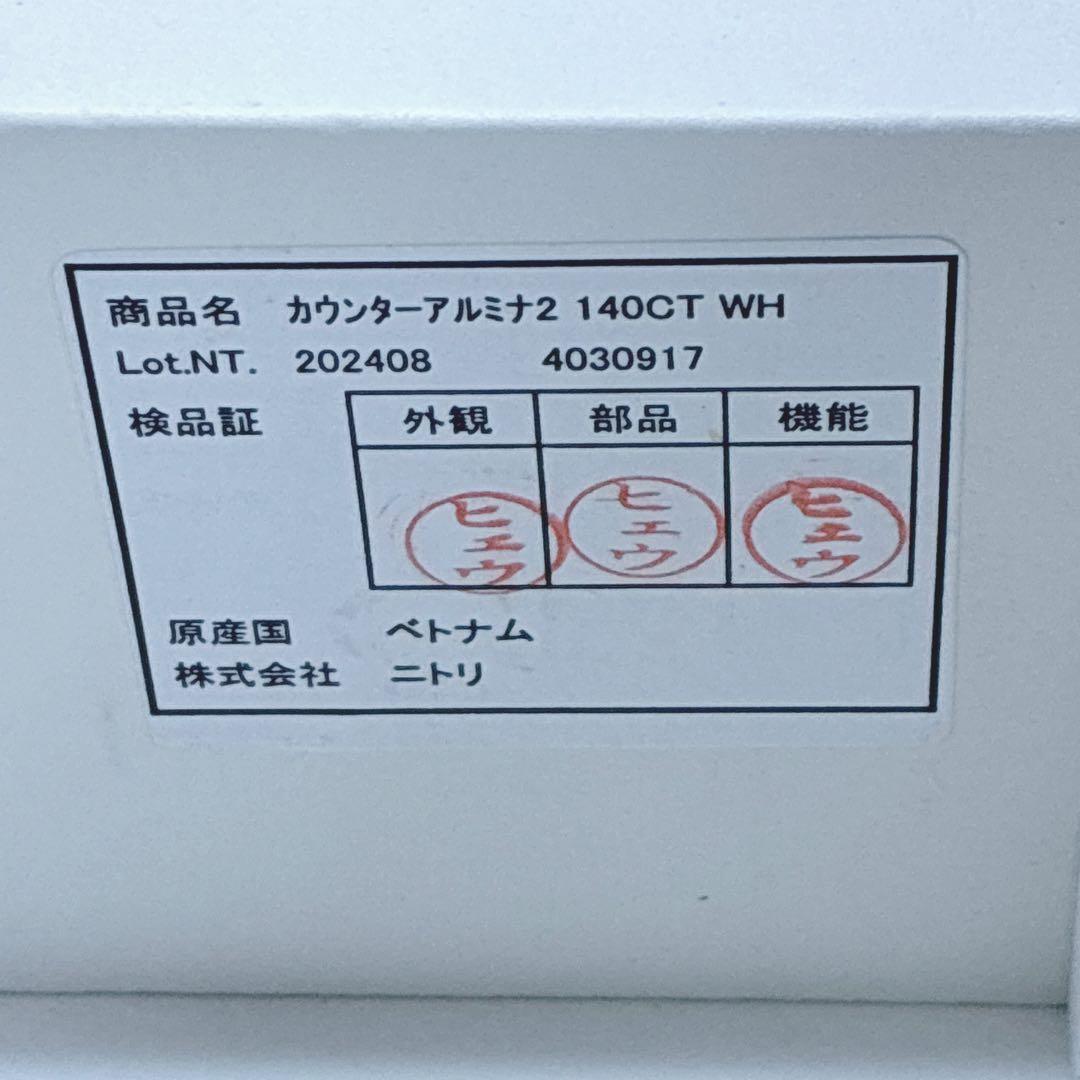 商品名 カウンターアルミナ2 140CT WH
Lot.NT. 202408 4030917
検品証 外観 部品 機能
ヒエウ ヒエウ ヒエウ
原産国 ベトナム
株式会社 ニトリ